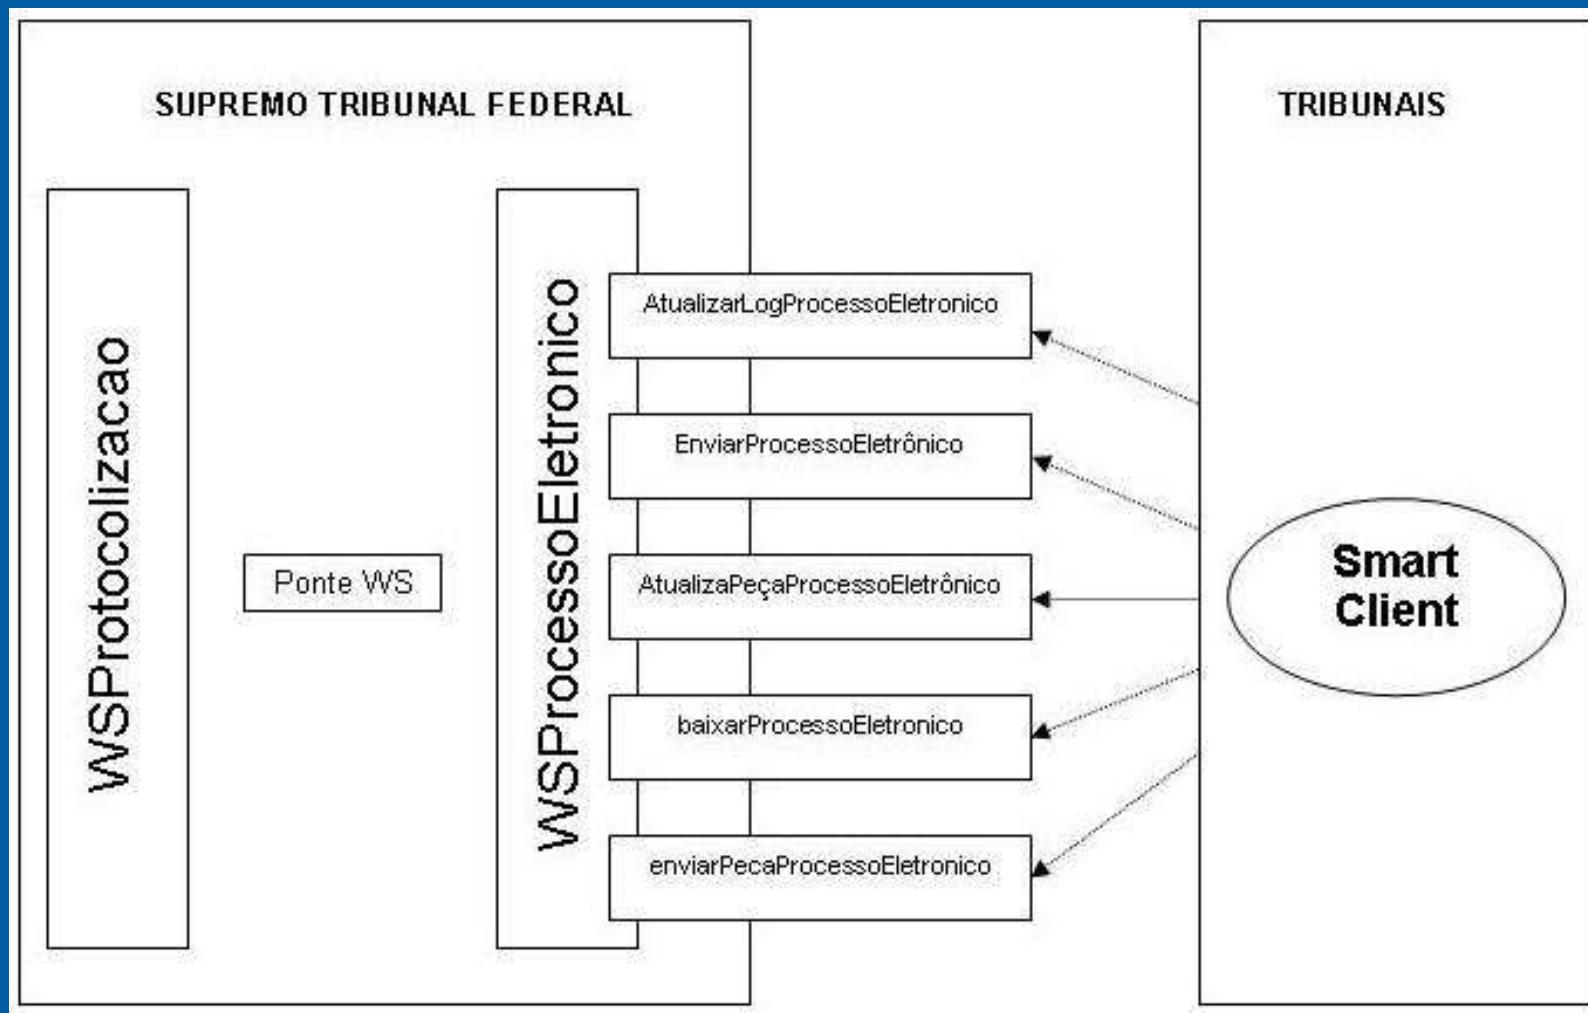 SUPREMO TRIBUNAL FEDERAL
TRIBUNAIS
WSProtocolizacao
Ponte WS
WSProcessoEletronico
AtualizarLogProcessoEletronico
EnviarProcessoEletrônico
AtualizaPeçaProcessoEletrônico
baixarProcessoEletronico
enviarPecaProcessoEletronico
Smart
Client